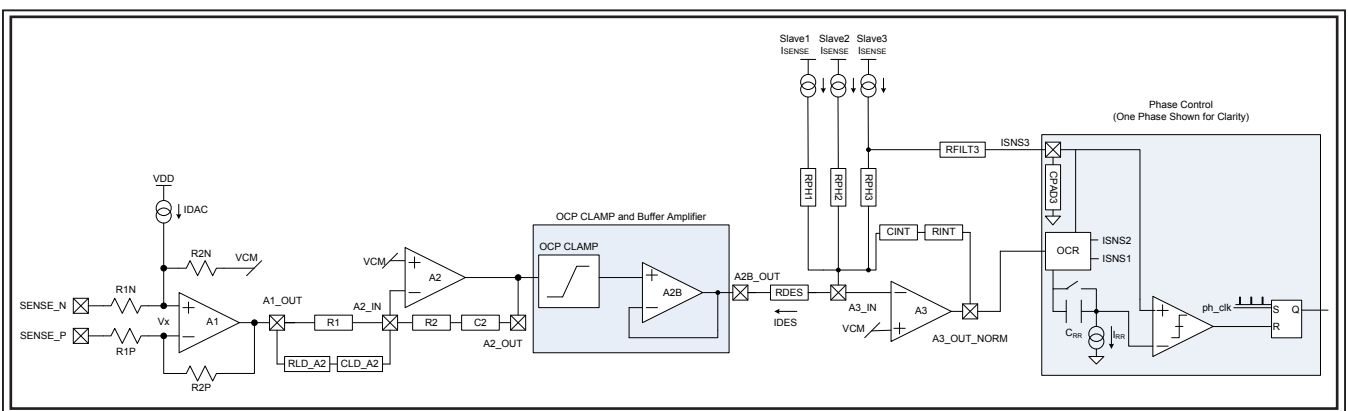 Slave1 Slave2 Slave3
ISENSE ISENSE ISENSE
Phase Control
(One Phase Shown for Clarity)
RFILT3
ISNS3
CPAD3
VDD
IDAC
RPH1
RPH2
RPH3
OCP CLAMP and Buffer Amplifier
CINT
RINT
R2N
VCM
OCP CLAMP
VCM
+
A2
−
+
A2B
−
OCR
ISNS2
ISNS1
R1N
SENSE_N
SENSE_P
R1P
Vx
+
A1
−
R2P
A1_OUT
R1
A2_IN
R2
C2
A2_OUT
RLD_A2
CLD_A2
A2B_OUT
RDES
IDES
A3_IN
VCM
−
A3
+
A3_OUT_NORM
CRR
IRR
+
−
ph_clk
S
Q
R